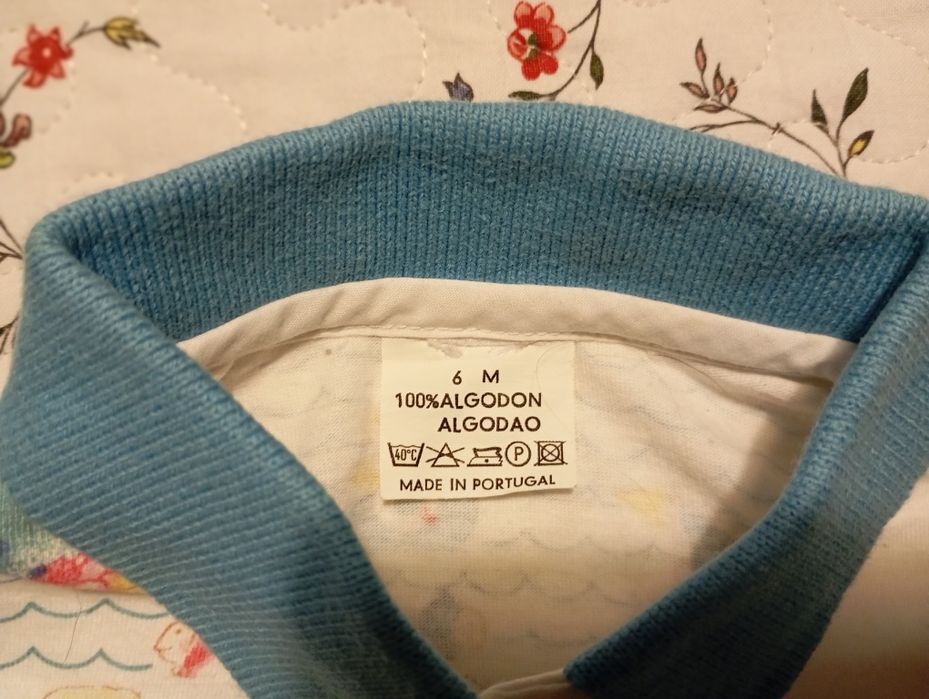 6 M
100%ALGODON
ALGODAO
40°C P
MADE IN PORTUGAL